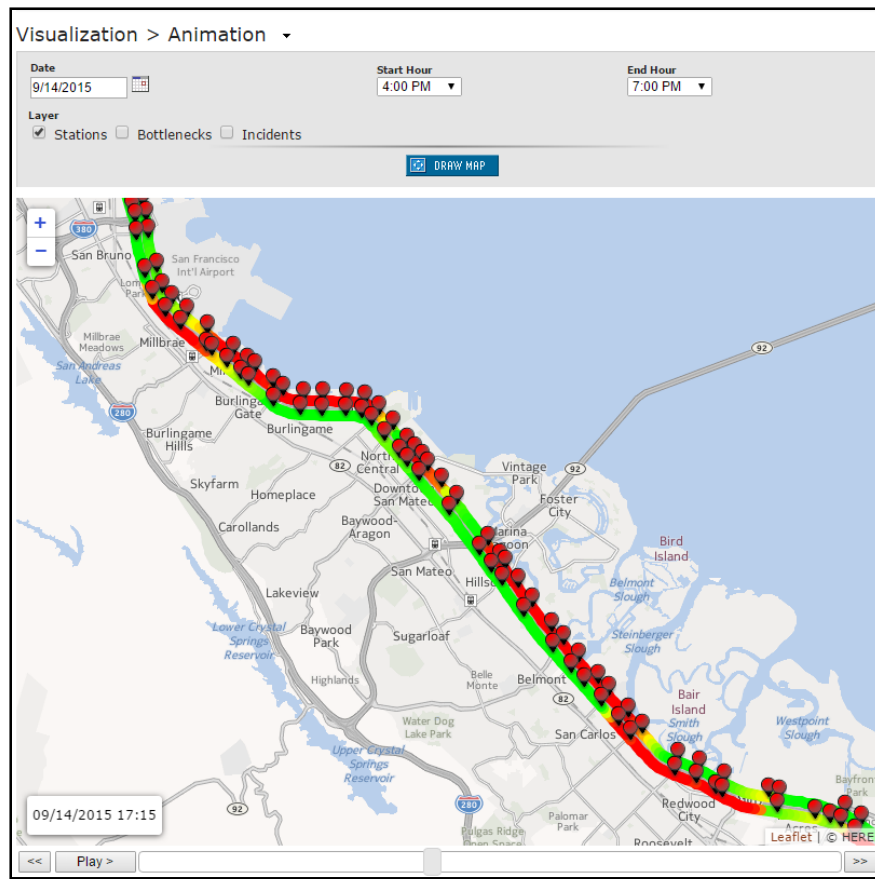 Visualization > Animation
Date
Start Hour
End Hour
9/14/2015
4:00 PM
7:00 PM
Layer
Stations Bottlenecks Incidents
DRAW MAP
+
−
380
San Bruno
San Francisco
Int'l Airport
Millbrae
Meadows
Millbrae
San Andreas
Lake
92
280
Burlingame
Burlingame
Hills
82
North
Central
Vintage
Park
92
Skyfarm
Homeplace
San Mateo
Foster
City
Carollands
Baywood-
Aragon
Bird
Island
San Mateo
Belmont
Slough
Lakeview
Steinberger
Slough
Lower Crystal
Springs
Reservoir
Baywood
Park
Sugarloaf
Highlands
Belle
Monte
Belmont
82
Bair
Island
Water Dog
Lake Park
San Carlos
Smith
Slough
Westpoint
Slough
Upper Crystal
Springs
Reservoir
09/14/2015 17:15
92
280
Redwood
City
Palomar
Park
Pulgas Ridge
Open Space
Roosevelt
Leaflet | © HERE
<< Play > >>